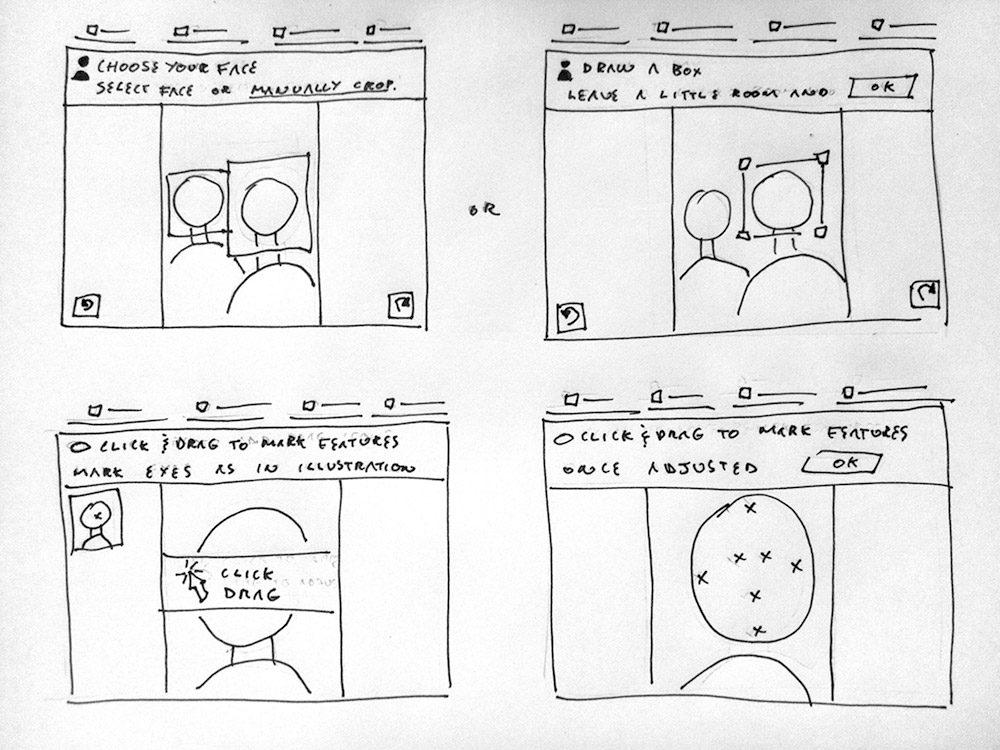 CHOOSE YOUR FACE
SELECT FACE OR MANUALLY CROP.
OR
DRAW A BOX
LEAVE A LITTLE ROOM AND OK
CLICK & DRAG TO MARK FEATURES
MARK EYES AS IN ILLUSTRATION
CLICK
DRAG
CLICK & DRAG TO MARK FEATURES
ONCE ADJUSTED OK